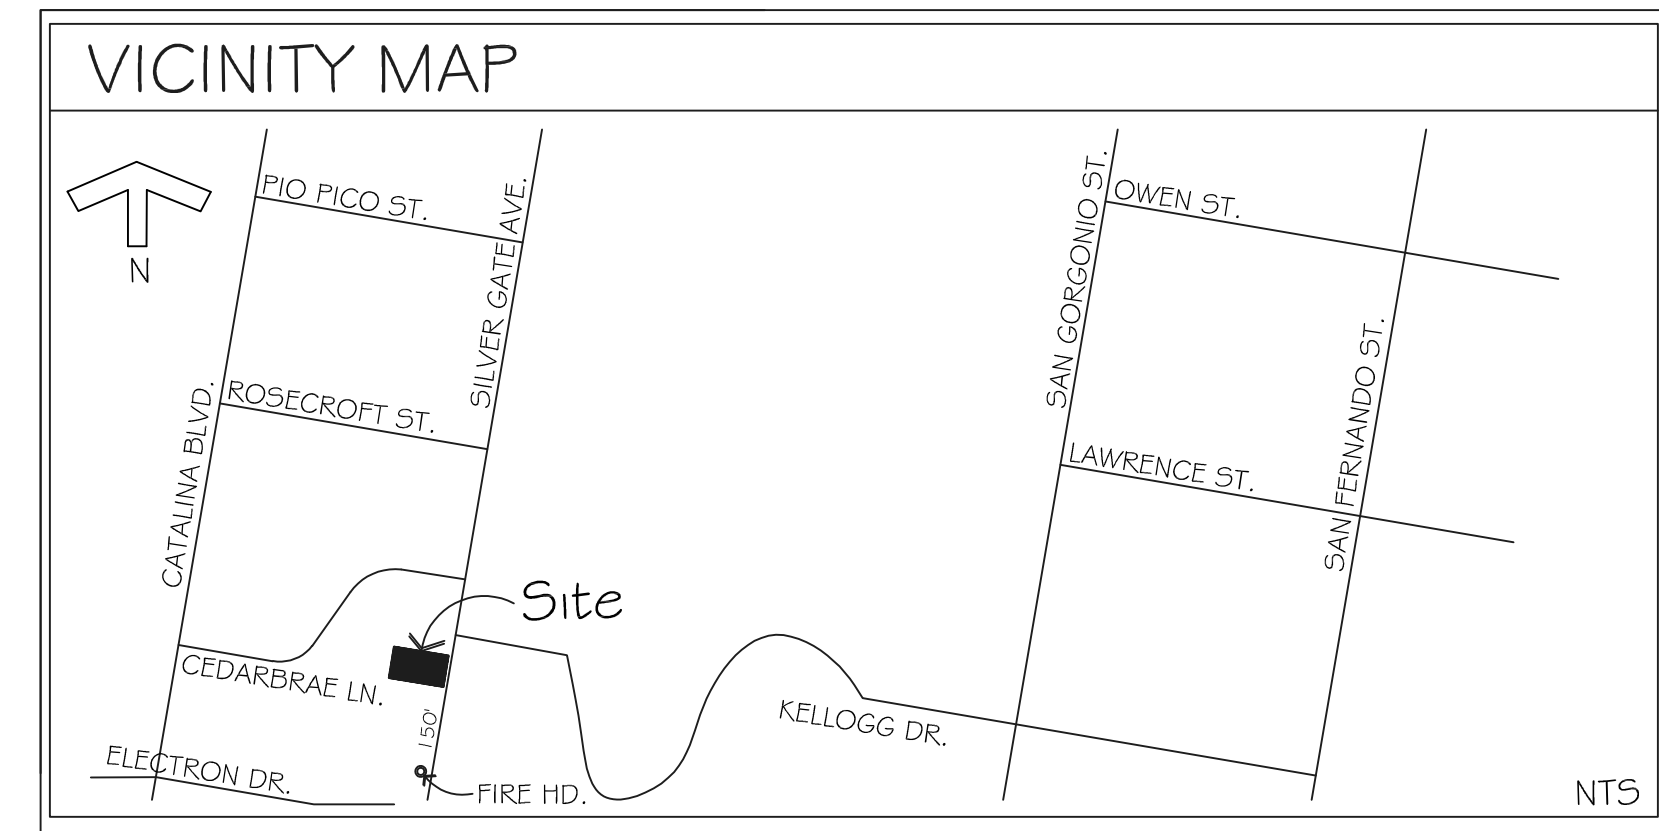 VICINITY MAP
PIO PICO ST.
SILVER GATE AVE.
SAN GORGONIO ST.
OWEN ST.
N
ROSECROFT ST.
CATALINA BLVD.
LAWRENCE ST.
SAN FERNANDO ST.
Site
CEDARBRAE LN.
KELLOGG DR.
150'
ELECTRON DR.
FIRE HD.
NTS